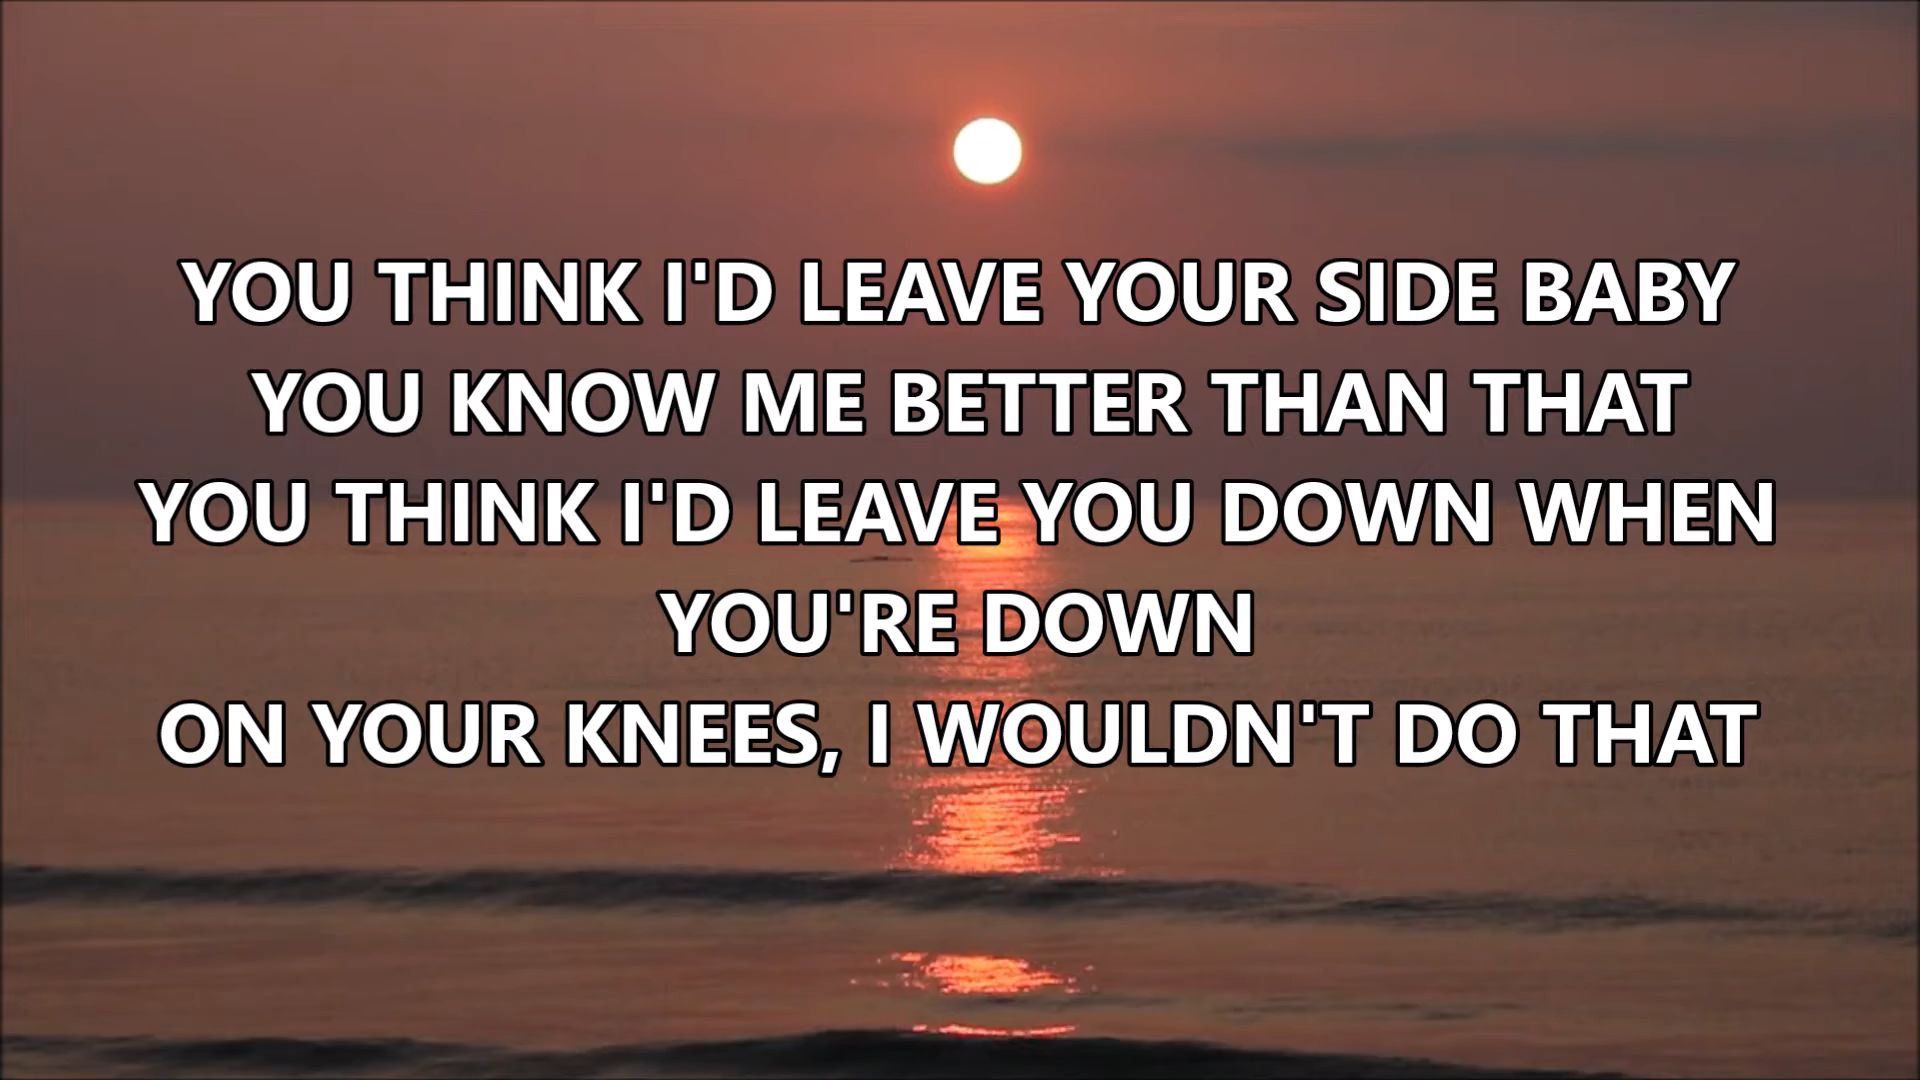 YOU THINK I'D LEAVE YOUR SIDE BABY
YOU KNOW ME BETTER THAN THAT
YOU THINK I'D LEAVE YOU DOWN WHEN
YOU'RE DOWN
ON YOUR KNEES, I WOULDN'T DO THAT